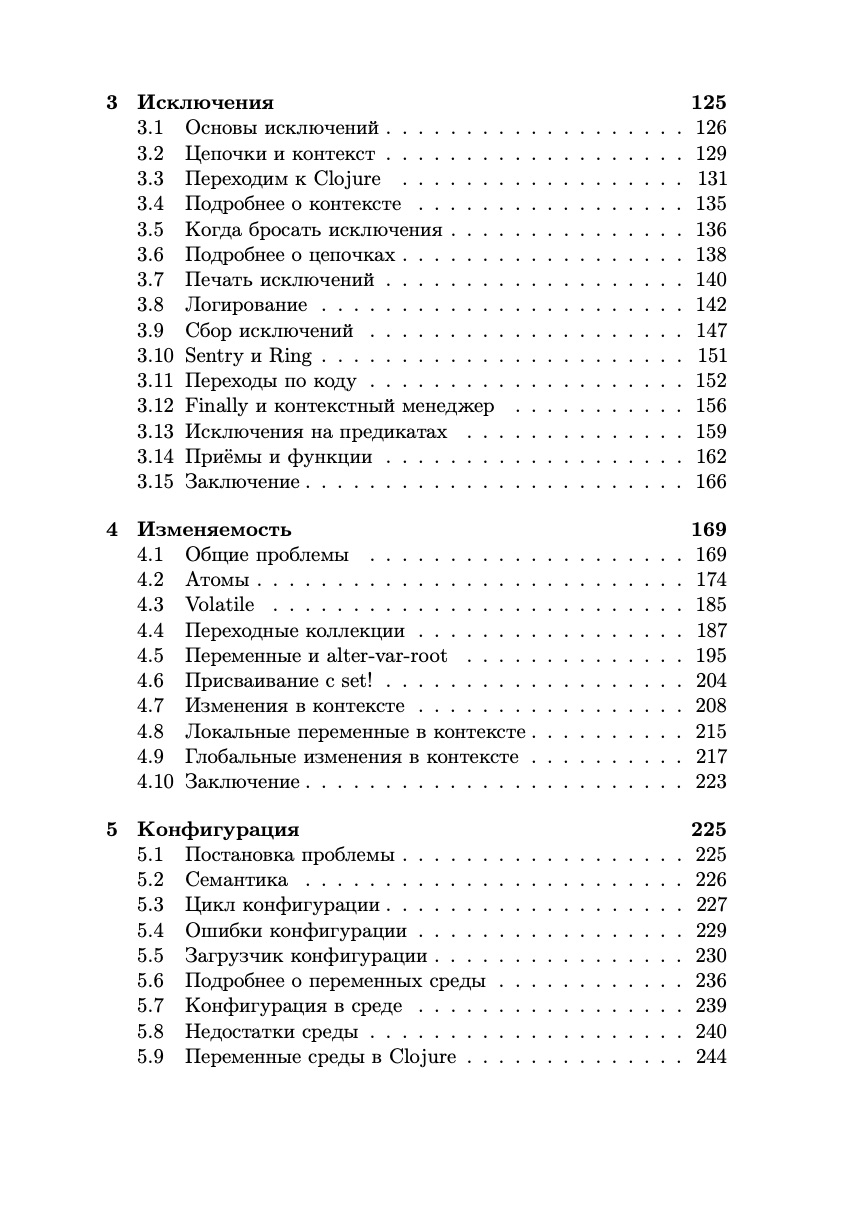 3 Исключения 125
3.1 Основы исключений . . . . . . . . . . . . . . . . . . . 126
3.2 Цепочки и контекст . . . . . . . . . . . . . . . . . . . 129
3.3 Переходим к Clojure . . . . . . . . . . . . . . . . . . 131
3.4 Подробнее о контексте . . . . . . . . . . . . . . . . . 135
3.5 Когда бросать исключения . . . . . . . . . . . . . . . 136
3.6 Подробнее о цепочках . . . . . . . . . . . . . . . . . . 138
3.7 Печать исключений . . . . . . . . . . . . . . . . . . . 140
3.8 Логирование . . . . . . . . . . . . . . . . . . . . . . . 142
3.9 Сбор исключений . . . . . . . . . . . . . . . . . . . . 147
3.10 Sentry и Ring . . . . . . . . . . . . . . . . . . . . . . . 151
3.11 Переходы по коду . . . . . . . . . . . . . . . . . . . . 152
3.12 Finally и контекстный менеджер . . . . . . . . . . . 156
3.13 Исключения на предикатах . . . . . . . . . . . . . . 159
3.14 Приёмы и функции . . . . . . . . . . . . . . . . . . . 162
3.15 Заключение . . . . . . . . . . . . . . . . . . . . . . . . 166
4 Изменяемость 169
4.1 Общие проблемы . . . . . . . . . . . . . . . . . . . . 169
4.2 Атомы . . . . . . . . . . . . . . . . . . . . . . . . . . . 174
4.3 Volatile . . . . . . . . . . . . . . . . . . . . . . . . . . 185
4.4 Переходные коллекции . . . . . . . . . . . . . . . . . 187
4.5 Переменные и alter-var-root . . . . . . . . . . . . . . 195
4.6 Присваивание с set! . . . . . . . . . . . . . . . . . . . 204
4.7 Изменения в контексте . . . . . . . . . . . . . . . . . 208
4.8 Локальные переменные в контексте . . . . . . . . . . 215
4.9 Глобальные изменения в контексте . . . . . . . . . . 217
4.10 Заключение . . . . . . . . . . . . . . . . . . . . . . . . 223
5 Конфигурация 225
5.1 Постановка проблемы . . . . . . . . . . . . . . . . . . 225
5.2 Семантика . . . . . . . . . . . . . . . . . . . . . . . . 226
5.3 Цикл конфигурации . . . . . . . . . . . . . . . . . . . 227
5.4 Ошибки конфигурации . . . . . . . . . . . . . . . . . 229
5.5 Загрузчик конфигурации . . . . . . . . . . . . . . . . 230
5.6 Подробнее о переменных среды . . . . . . . . . . . . 236
5.7 Конфигурация в среде . . . . . . . . . . . . . . . . . 239
5.8 Недостатки среды . . . . . . . . . . . . . . . . . . . . 240
5.9 Переменные среды в Clojure . . . . . . . . . . . . . . 244